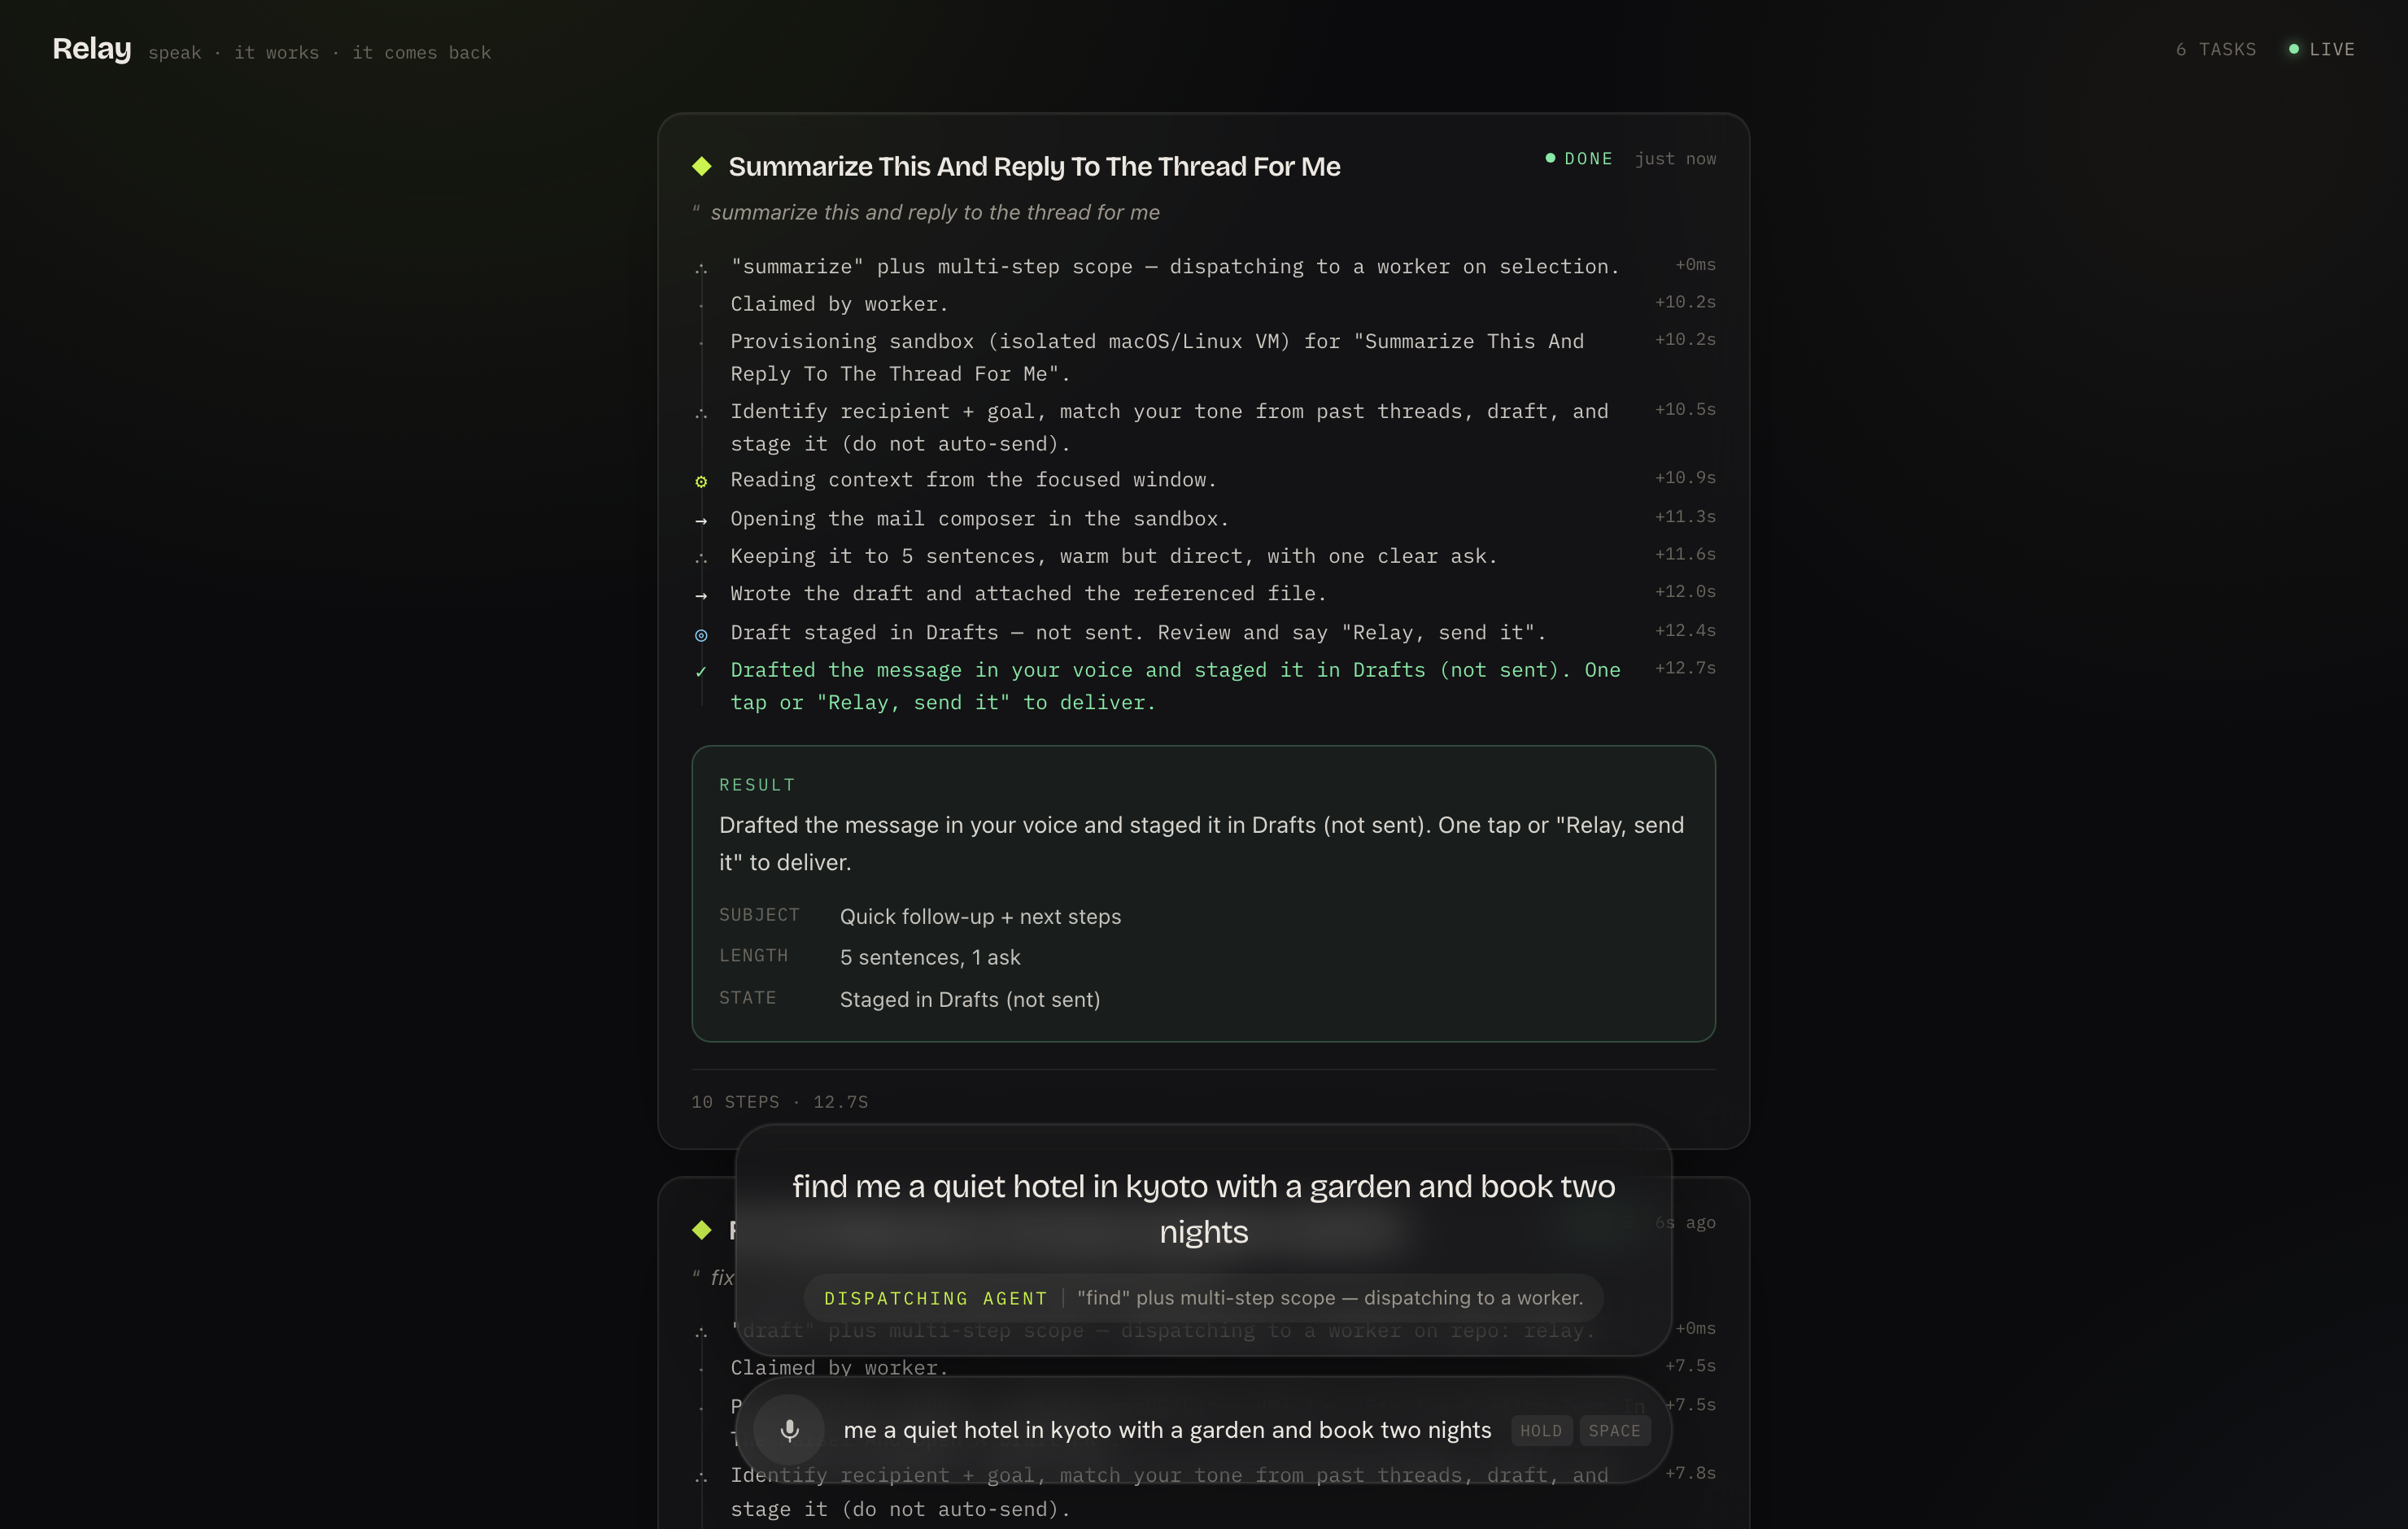 Relay speak · it works · it comes back
6 TASKS LIVE
Summarize This And Reply To The Thread For Me
DONE just now
“ summarize this and reply to the thread for me
"summarize" plus multi-step scope — dispatching to a worker on selection. +0ms
Claimed by worker. +10.2s
Provisioning sandbox (isolated macOS/Linux VM) for "Summarize This And +10.2s
Reply To The Thread For Me".
Identify recipient + goal, match your tone from past threads, draft, and +10.5s
stage it (do not auto-send).
Reading context from the focused window. +10.9s
→ Opening the mail composer in the sandbox. +11.3s
Keeping it to 5 sentences, warm but direct, with one clear ask. +11.6s
→ Wrote the draft and attached the referenced file. +12.0s
Draft staged in Drafts — not sent. Review and say "Relay, send it". +12.4s
✓ Drafted the message in your voice and staged it in Drafts (not sent). One +12.7s
tap or "Relay, send it" to deliver.
RESULT
Drafted the message in your voice and staged it in Drafts (not sent). One tap or "Relay, send
it" to deliver.
SUBJECT Quick follow-up + next steps
LENGTH 5 sentences, 1 ask
STATE Staged in Drafts (not sent)
10 STEPS · 12.7S
find me a quiet hotel in kyoto with a garden and book two
nights
6s ago
“ fix
DISPATCHING AGENT "find" plus multi-step scope — dispatching to a worker.
"draft" plus multi-step scope — dispatching to a worker on repo: relay. +0ms
Claimed by worker. +7.5s
+7.5s
me a quiet hotel in kyoto with a garden and book two nights HOLD SPACE
Identify recipient + goal, match your tone from past threads, draft, and +7.8s
stage it (do not auto-send).